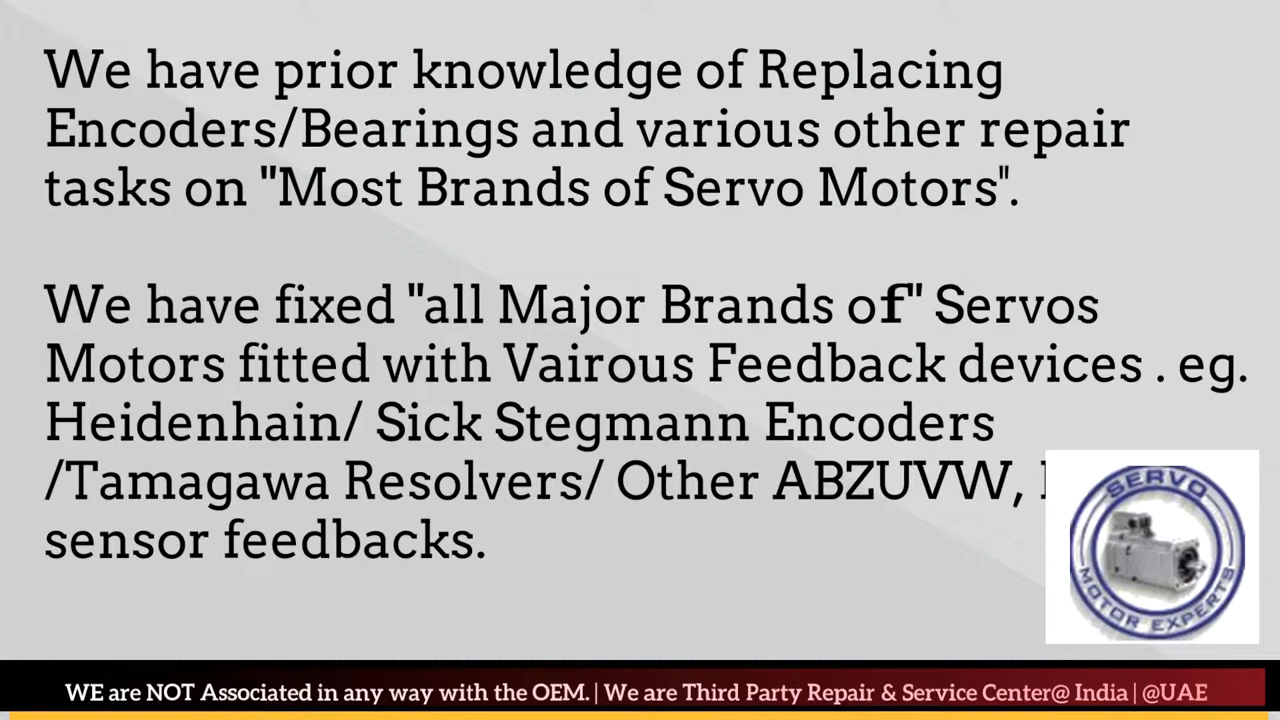 We have prior knowledge of Replacing
Encoders/Bearings and various other repair
tasks on "Most Brands of Servo Motors".
We have fixed "all Major Brands of" Servos
Motors fitted with Vairous Feedback devices . eg.
Heidenhain/ Sick Stegmann Encoders
/Tamagawa Resolvers/ Other ABZUVW,
sensor feedbacks.
SERVO
MOTOR EXPERTS
WE are NOT Associated in any way with the OEM. | We are Third Party Repair & Service Center@ India | @UAE